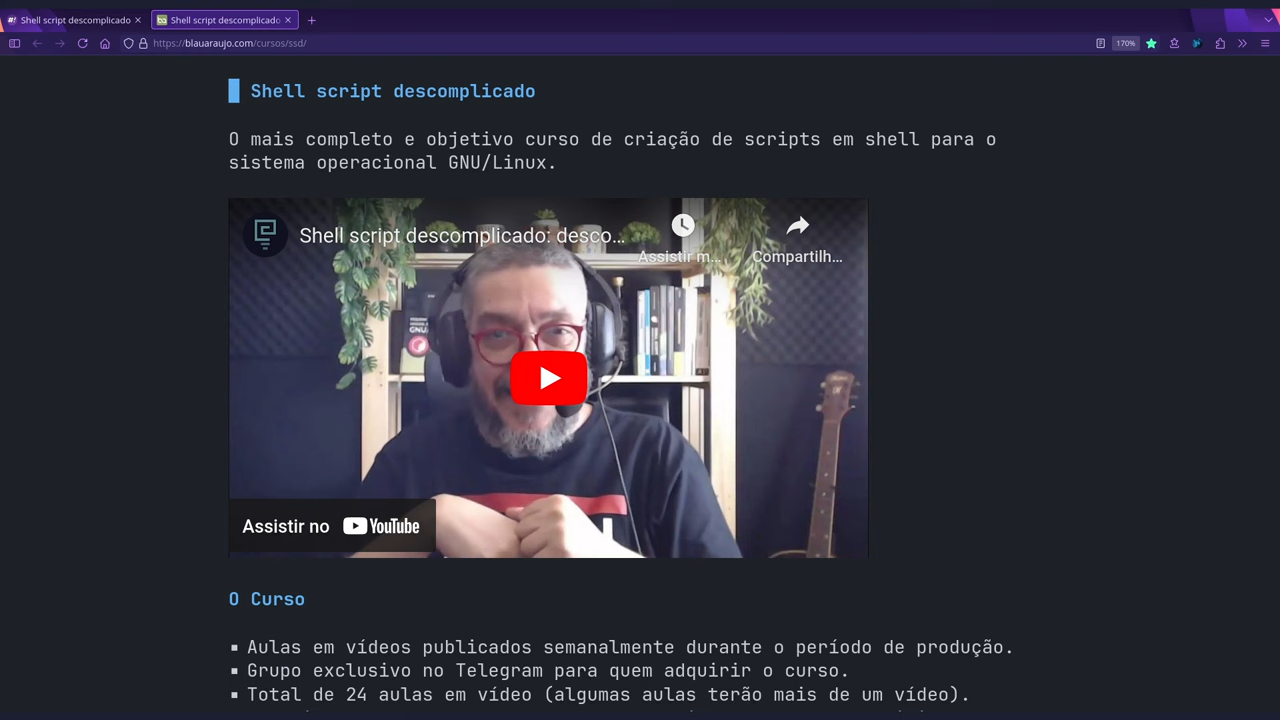 Shell script descomplicado
Shell script descomplicado
https://blauaraujo.com/cursos/ssd/
170%
Shell script descomplicado
O mais completo e objetivo curso de criação de scripts em shell para o
sistema operacional GNU/Linux.
Shell script descomplicado: desco…
Assistir m…
Compartilh…
GNU
Assistir no YouTube
O Curso
▪ Aulas em vídeos publicados semanalmente durante o período de produção.
▪ Grupo exclusivo no Telegram para quem adquirir o curso.
▪ Total de 24 aulas em vídeo (algumas aulas terão mais de um vídeo).